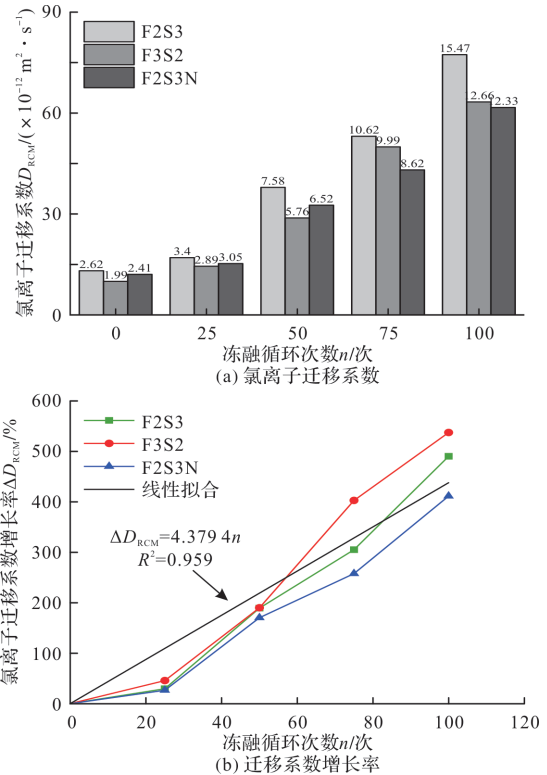 氯离子迁移系数D_RCM/(×10⁻¹² m²·s⁻¹)
90
60
30
0
F2S3
F3S2
F2S3N
2.62
1.99
2.41
3.4
2.89
3.05
7.58
5.76
6.52
10.62
9.99
8.62
15.47
12.66
2.33
0 25 50 75 100
冻融循环次数n/次
(a) 氯离子迁移系数
氯离子迁移系数增长率ΔD_RCM/%
600
500
400
300
200
100
0
F2S3
F3S2
F2S3N
线性拟合
ΔD_RCM=4.379 4n
R²=0.959
0 20 40 60 80 100 120
冻融循环次数n/次
(b) 迁移系数增长率